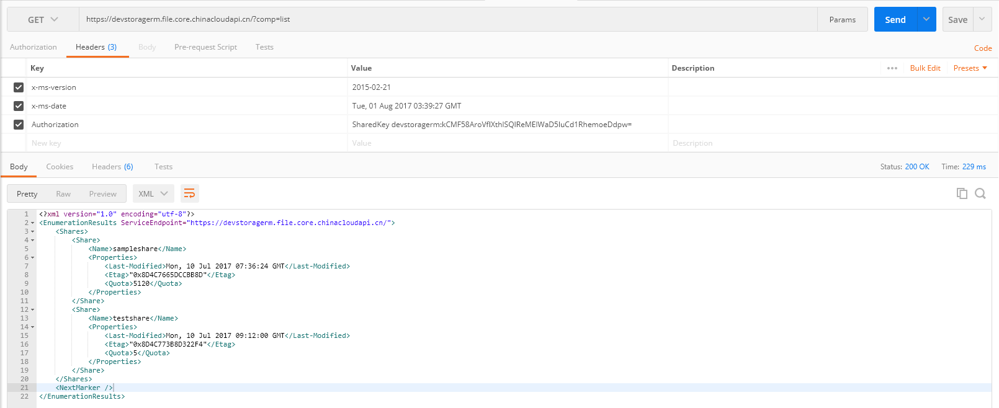 GET https://devstoragerm.file.core.chinacloudapi.cn/?comp=list Params Send Save
Authorization Headers (3) Body Pre-request Script Tests Code
Key Value Description ••• Bulk Edit Presets
x-ms-version 2015-02-21
x-ms-date Tue, 01 Aug 2017 03:39:27 GMT
Authorization SharedKey devstoragerm:kCMF58AroVflXthISQIReMEIWaD5luCd1RhemoeDdpw=
New key Value Description
Body Cookies Headers (6) Tests Status: 200 OK Time: 229 ms
Pretty Raw Preview XML
1 <?xml version="1.0" encoding="utf-8"?>
2 <EnumerationResults ServiceEndpoint="https://devstoragerm.file.core.chinacloudapi.cn/">
3 <Shares>
4 <Share>
5 <Name>sampleshare</Name>
6 <Properties>
7 <Last-Modified>Mon, 10 Jul 2017 07:36:24 GMT</Last-Modified>
8 <Etag>"0x8D4C7665DCCBB8D"</Etag>
9 <Quota>5120</Quota>
10 </Properties>
11 </Share>
12 <Share>
13 <Name>testshare</Name>
14 <Properties>
15 <Last-Modified>Mon, 10 Jul 2017 09:12:00 GMT</Last-Modified>
16 <Etag>"0x8D4C773B8D322F4"</Etag>
17 <Quota>5</Quota>
18 </Properties>
19 </Share>
20 </Shares>
21 <NextMarker />
22 </EnumerationResults>